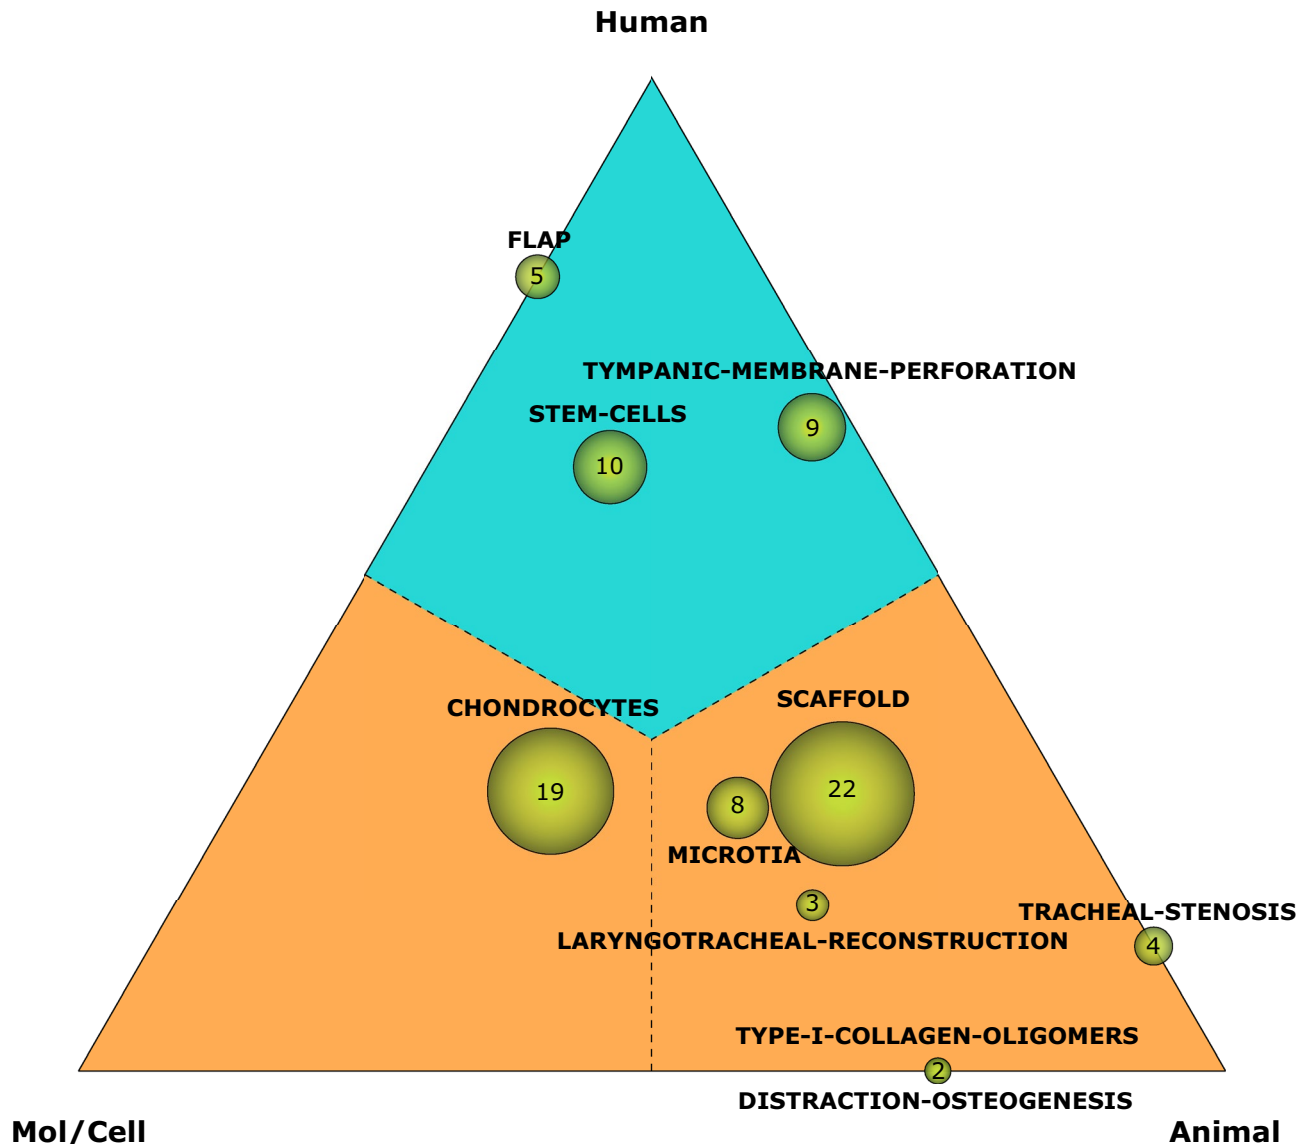 Human
FLAP
5
TYMPANIC-MEMBRANE-PERFORATION
9
STEM-CELLS
10
SCAFFOLD
CHONDROCYTES
22
19
8
MICROTIA
3
TRACHEAL-STENOSIS
LARYNGOTRACHEAL-RECONSTRUCTION
4
TYPE-I-COLLAGEN-OLIGOMERS
2
DISTRACTION-OSTEOGENESIS
Mol/Cell
Animal